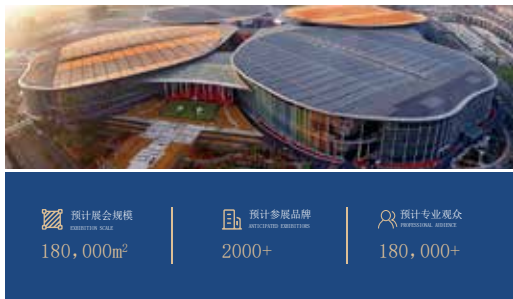 预计展会规模
EXHIBITION SCALE
180,000m²
预计参展品牌
ANTICIPATED EXHIBITIONS
2000+
预计专业观众
PROFESSIONAL AUDIENCE
180,000+